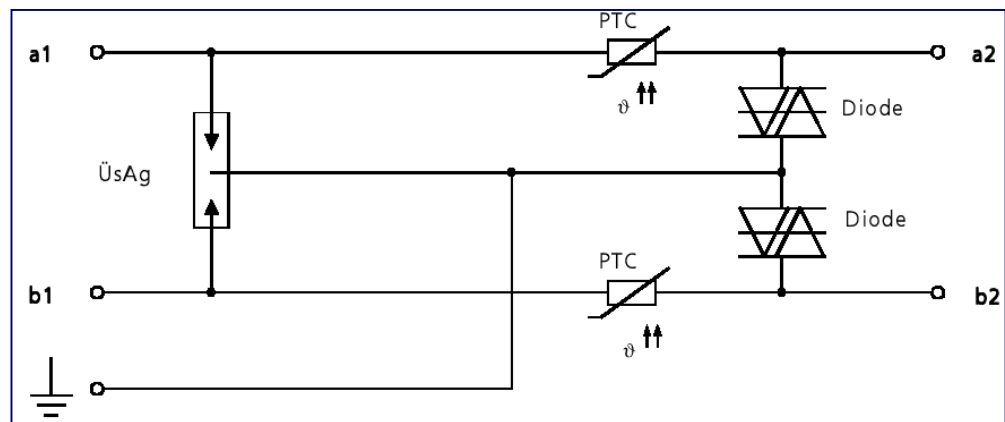 PTC
a1
a2
ϑ
Diode
ÜsAg
Diode
PTC
b1
b2
ϑ